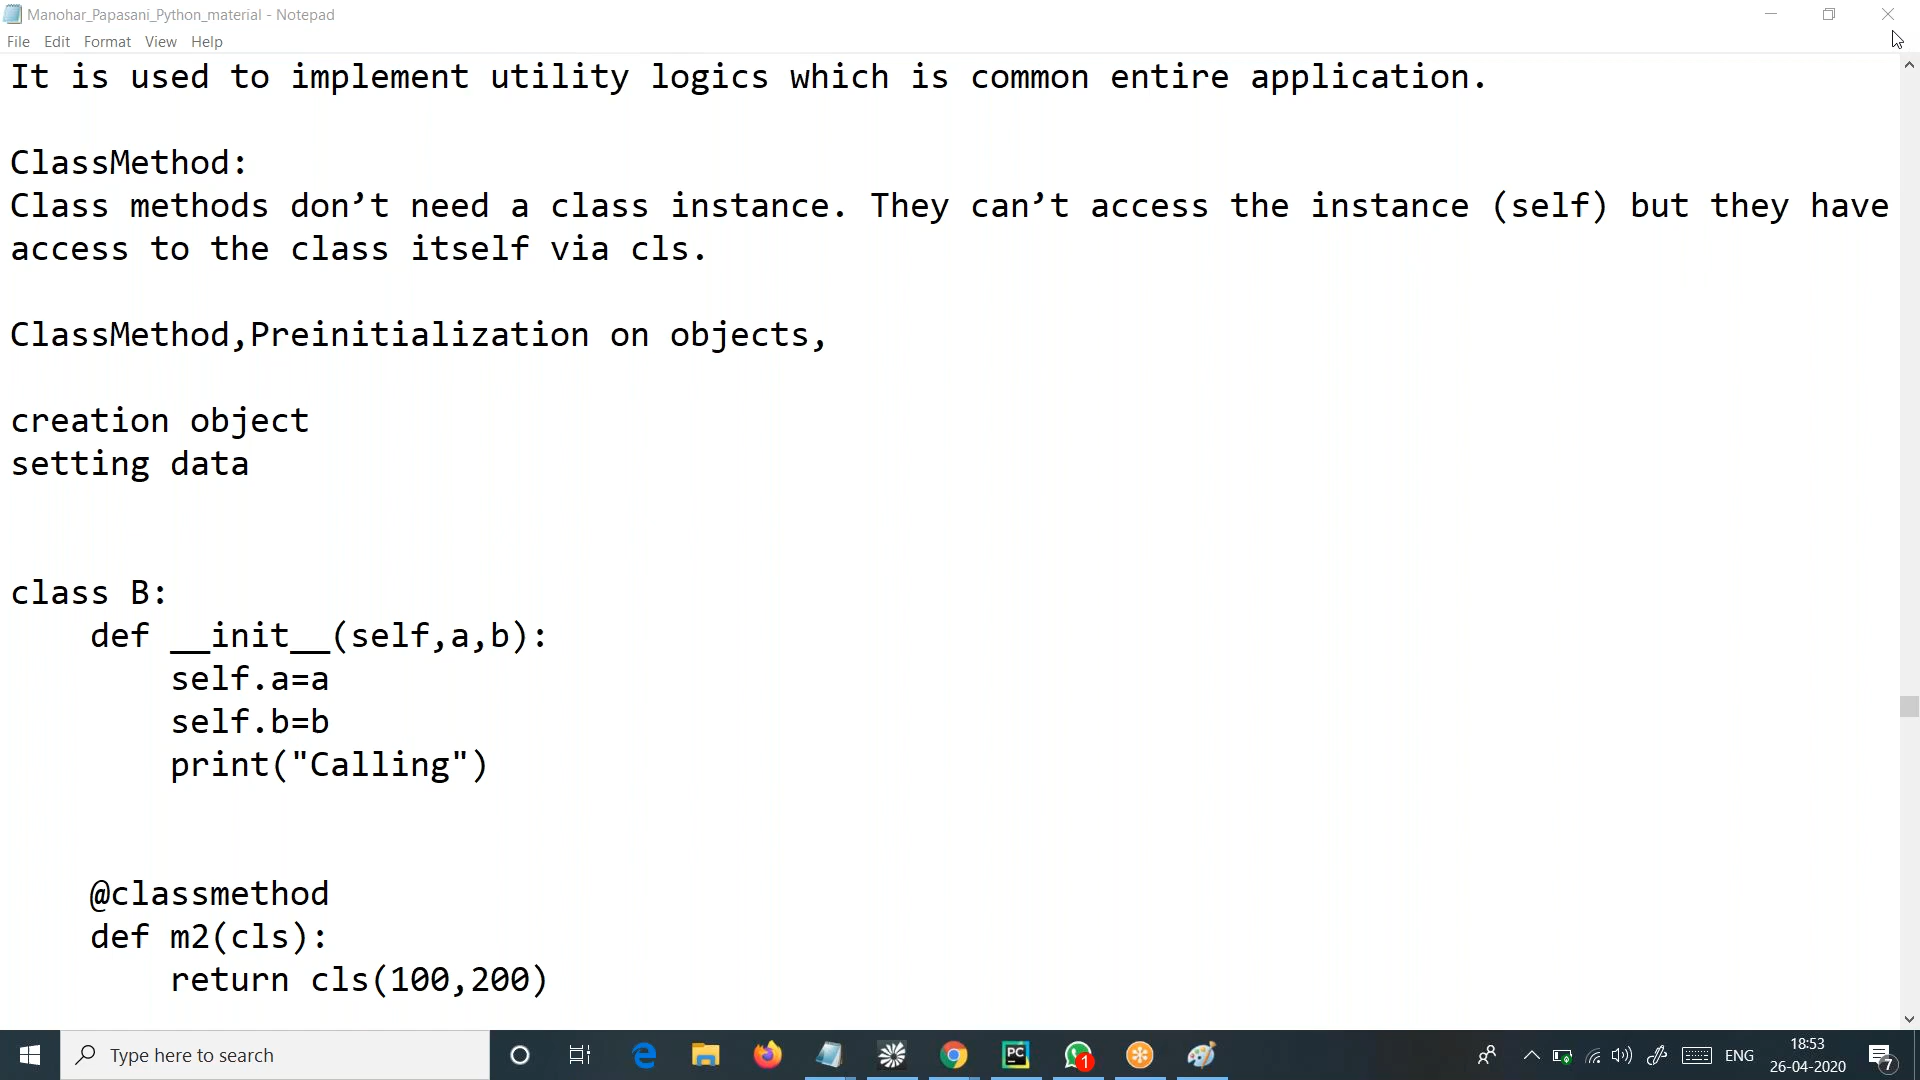 Manohar_Papasani_Python_material - Notepad
File Edit Format View Help
It is used to implement utility logics which is common entire application.
ClassMethod:
Class methods don’t need a class instance. They can’t access the instance (self) but they have
access to the class itself via cls.
ClassMethod,Preinitialization on objects,
creation object
setting data
class B:
    def __init__(self,a,b):
        self.a=a
        self.b=b
        print("Calling")
    @classmethod
    def m2(cls):
        return cls(100,200)
Type here to search
PC
1
ENG
18:53
26-04-2020
7